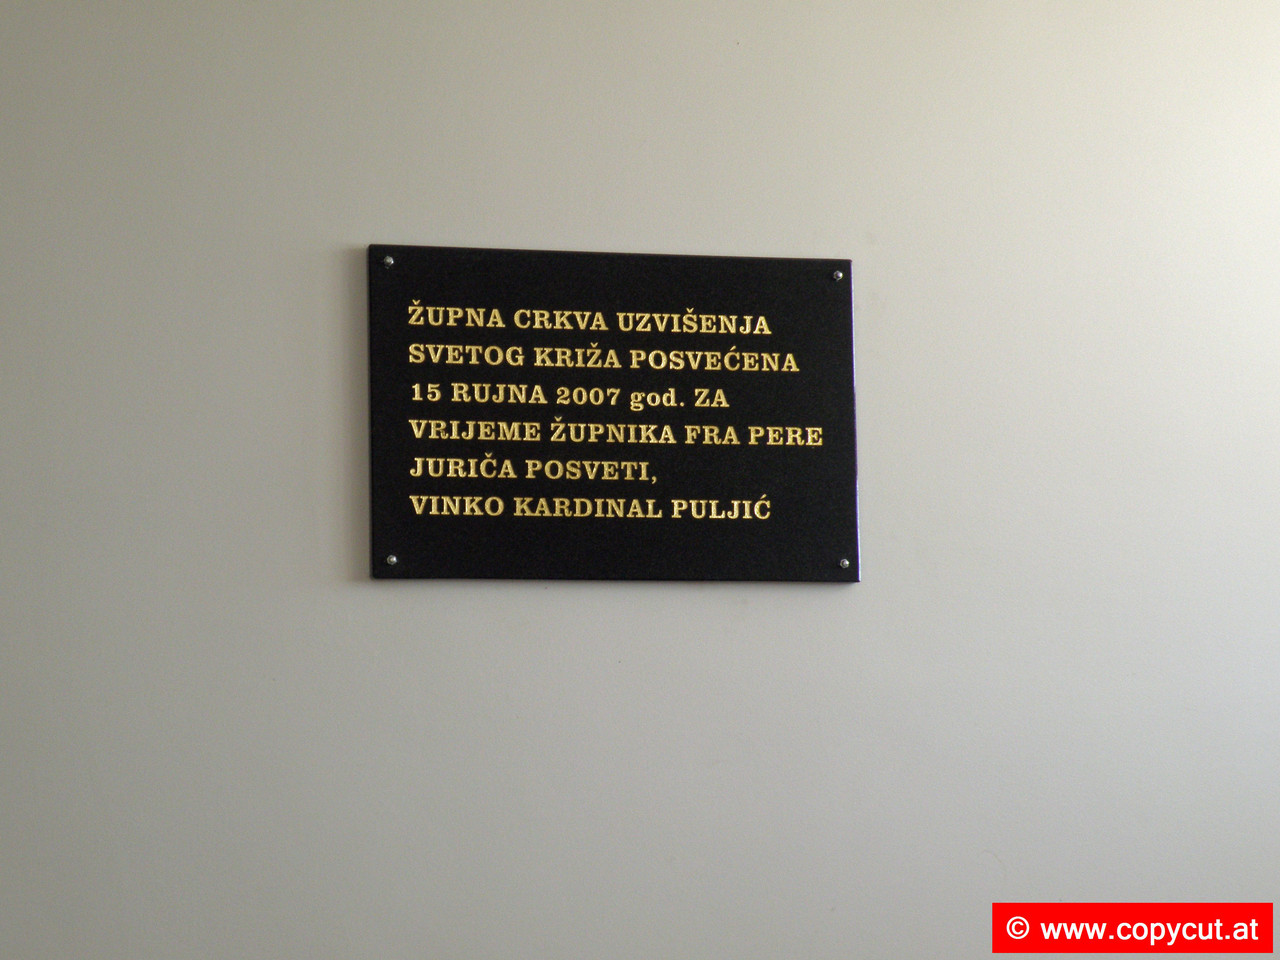 ŽUPNA CRKVA UZVIŠENJA
SVETOG KRIŽA POSVEĆENA
15 RUJNA 2007 god. ZA
VRIJEME ŽUPNIKA FRA PERE
JURIČA POSVETI,
VINKO KARDINAL PULJIĆ
© www.copycut.at